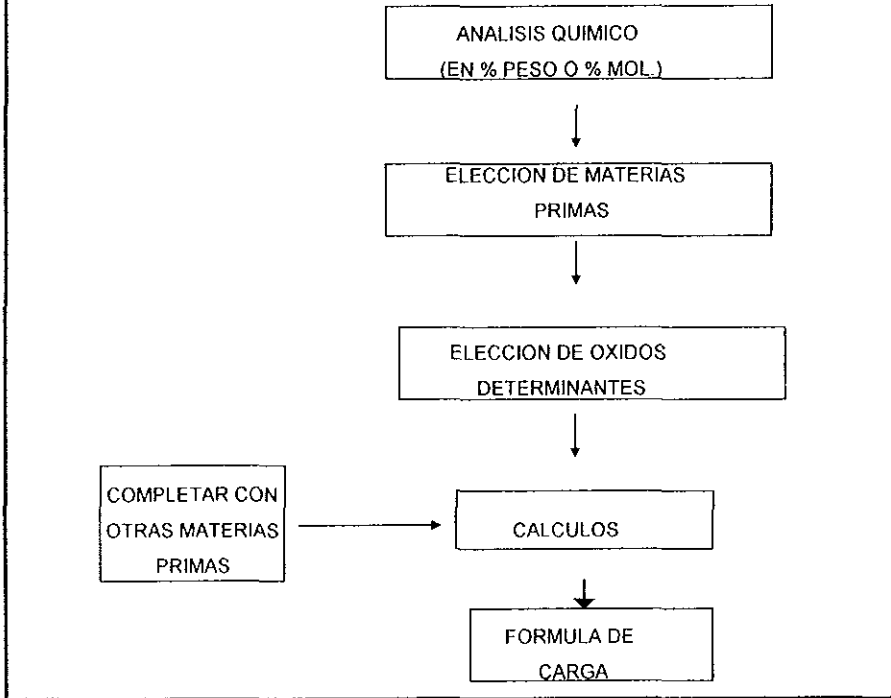 ANALISIS QUIMICO
(EN % PESO O % MOL.)
ELECCION DE MATERIAS
PRIMAS
ELECCION DE OXIDOS
DETERMINANTES
COMPLETAR CON
OTRAS MATERIAS
PRIMAS
CALCULOS
FORMULA DE
CARGA